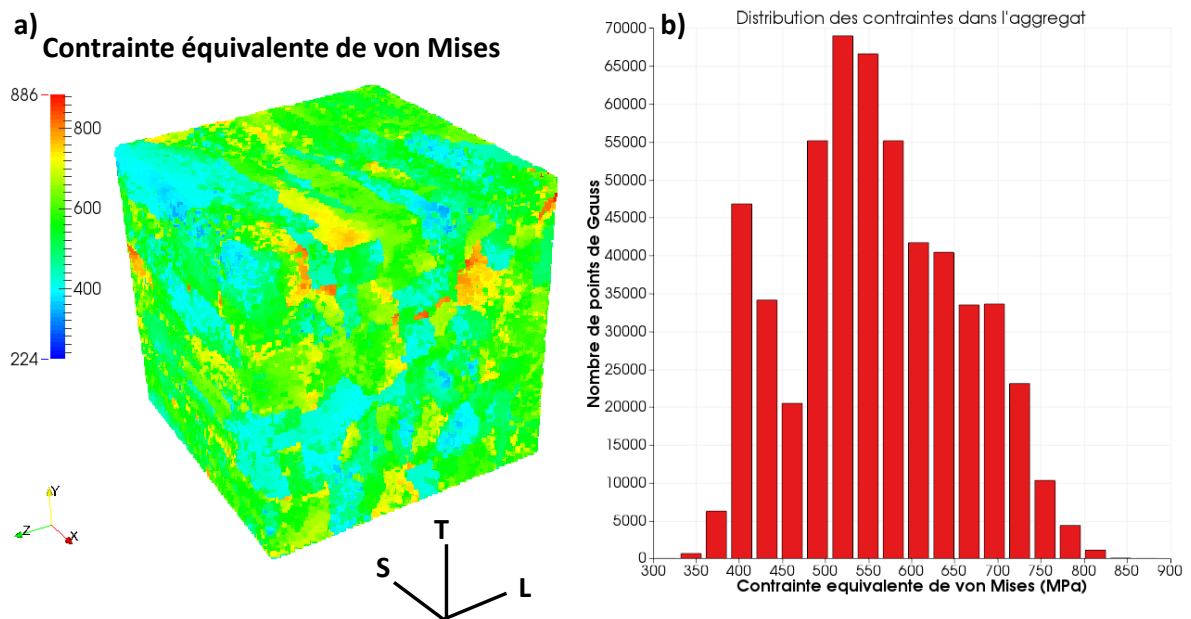 a)
Contrainte équivalente de von Mises
886
800
600
400
224
Y
Z
X
T
S
L
b)
Distribution des contraintes dans l'aggregat
Nombre de points de Gauss
70000
65000
60000
55000
50000
45000
40000
35000
30000
25000
20000
15000
10000
5000
0
300 350 400 450 500 550 600 650 700 750 800 850 900
Contrainte equivalente de von Mises (MPa)